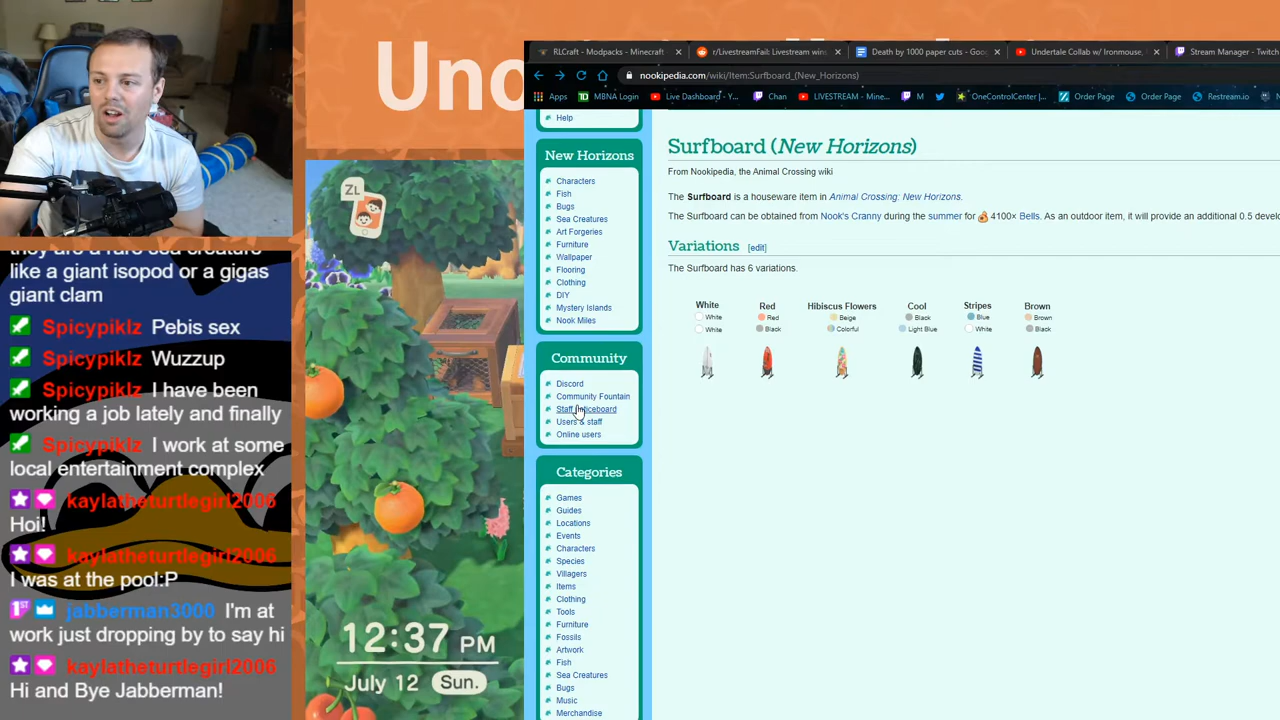 Uno
RLCraft - Modpacks - Minecraft
r/LivestreamFail: Livestream win
Death by 1000 paper cuts - Goog
Undertale Collab w/ Ironmouse,
Stream Manager - Twitch
nookipedia.com/wiki/Item:Surfboard_(New_Horizons)
Apps
MBNA Login
Live Dashboard - Y...
Chan
LIVESTREAM - Mine...
M
OneControlCenter |...
Order Page
Order Page
Restream.io
Help
New Horizons
Characters
Fish
Bugs
Sea Creatures
Art Forgeries
Furniture
Wallpaper
Flooring
Clothing
DIY
Mystery Islands
Nook Miles
Community
Discord
Community Fountain
Staff
Users & staff
Online users
Categories
Games
Guides
Locations
Events
Characters
Species
Villagers
Items
Clothing
Tools
Furniture
Fossils
Artwork
Fish
Sea Creatures
Bugs
Music
Merchandise
Surfboard (New Horizons)
From Nookipedia, the Animal Crossing wiki
The Surfboard is a houseware item in Animal Crossing: New Horizons.
The Surfboard can be obtained from Nook's Cranny during the summer for 4100× Bells. As an outdoor item, it will provide an additional 0.5 devel
Variations [edit]
The Surfboard has 6 variations.
White Red Hibiscus Flowers Cool Stripes Brown
White Red Beige Black Blue Brown
White Black Colorful Light Blue White Black
ZL
12:37 PM
July 12 Sun.
they are a rare sea creature
like a giant isopod or a gigas
giant clam
Spicypiklz Pebis sex
Spicypiklz Wuzzup
Spicypiklz I have been
working a job lately and finally
Spicypiklz I work at some
local entertainment complex
kaylatheturtlegirl2006
Hoi!
kaylatheturtlegirl2006
I was at the pool:P
1ST jabberman3000 I'm at
work just dropping by to say hi
kaylatheturtlegirl2006
Hi and Bye Jabberman!